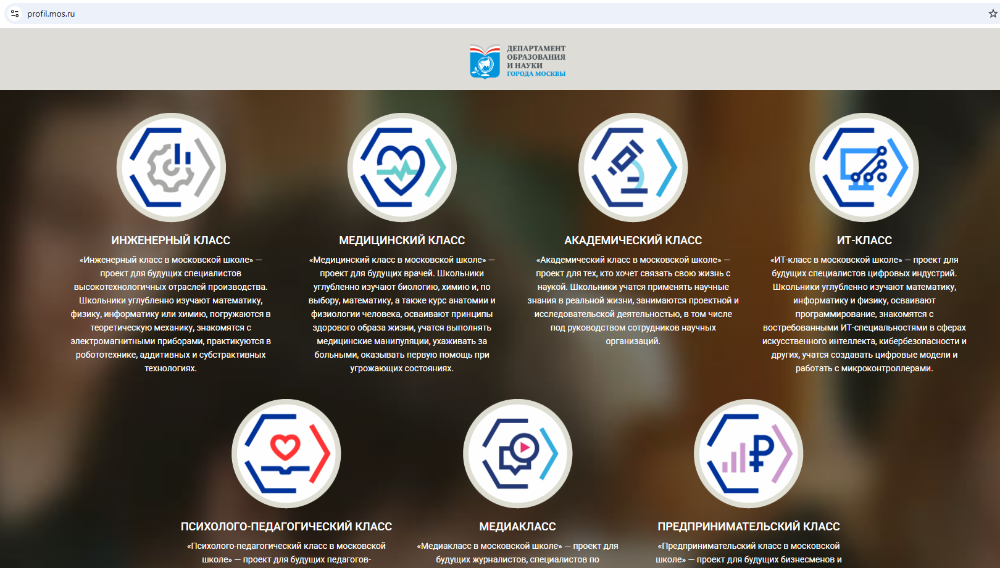 profil.mos.ru
ДЕПАРТАМЕНТ
ОБРАЗОВАНИЯ
И НАУКИ
ГОРОДА МОСКВЫ
ИНЖЕНЕРНЫЙ КЛАСС
«Инженерный класс в московской школе» —
проект для будущих специалистов
высокотехнологичных отраслей производства.
Школьники углубленно изучают математику,
физику, информатику или химию, погружаются в
теоретическую механику, знакомятся с
электромагнитными приборами, практикуются в
робототехнике, аддитивных и субстрактивных
технологиях.
МЕДИЦИНСКИЙ КЛАСС
«Медицинский класс в московской школе» —
проект для будущих врачей. Школьники
углубленно изучают биологию, химию и, по
выбору, математику, а также курс анатомии и
физиологии человека, осваивают принципы
здорового образа жизни, учатся выполнять
медицинские манипуляции, ухаживать за
больными, оказывать первую помощь при
угрожающих состояниях.
АКАДЕМИЧЕСКИЙ КЛАСС
«Академический класс в московской школе» —
проект для тех, кто хочет связать свою жизнь с
наукой. Школьники учатся применять научные
знания в реальной жизни, занимаются проектной и
исследовательской деятельностью, в том числе
под руководством сотрудников научных
организаций.
ИТ-КЛАСС
«ИТ-класс в московской школе» — проект для
будущих специалистов цифровых индустрий.
Школьники углубленно изучают математику,
информатику и физику, осваивают
программирование, знакомятся с
востребованными ИТ-специальностями в сферах
искусственного интеллекта, кибербезопасности и
других, учатся создавать цифровые модели и
работать с микроконтроллерами.
ПСИХОЛОГО-ПЕДАГОГИЧЕСКИЙ КЛАСС
«Психолого-педагогический класс в московской
школе» — проект для будущих педагогов-
МЕДИАКЛАСС
«Медиакласс в московской школе» — проект для
будущих журналистов, специалистов по
ПРЕДПРИНИМАТЕЛЬСКИЙ КЛАСС
«Предпринимательский класс в московской
школе» — проект для будущих бизнесменов и